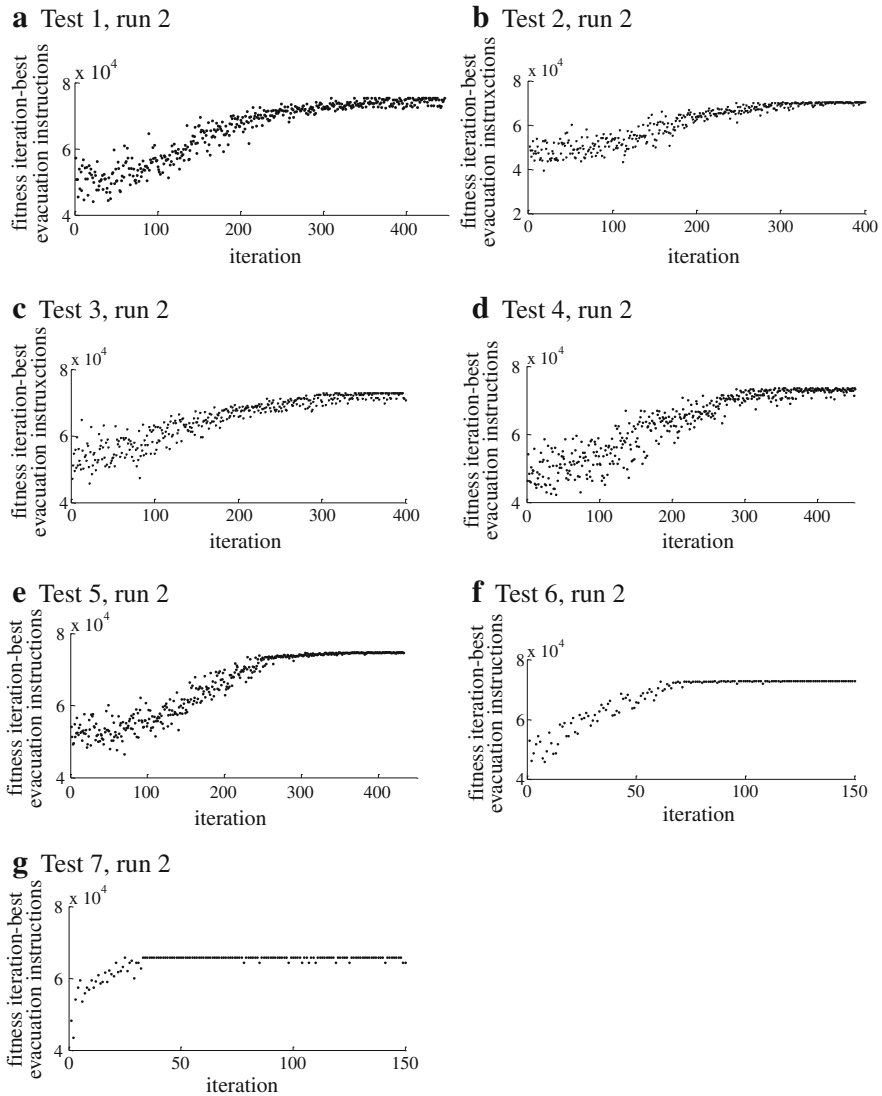 a Test 1, run 2
x 10^4
8
6
4
0
100
200
300
400
iteration
fitness iteration-best
evacuation instructions
b Test 2, run 2
x 10^4
8
6
4
2
0
100
200
300
400
iteration
fitness iteration-best
evacuation instruxctions
c Test 3, run 2
x 10^4
8
6
4
0
100
200
300
400
iteration
fitness iteration-best
evacuation instruxctions
d Test 4, run 2
x 10^4
8
6
4
0
100
200
300
400
iteration
fitness iteration-best
evacuation instructions
e Test 5, run 2
x 10^4
8
6
4
0
100
200
300
400
iteration
fitness iteration-best
evacuation instructions
f Test 6, run 2
x 10^4
8
6
4
0
50
100
150
iteration
fitness iteration-best
evacuation instructions
g Test 7, run 2
x 10^4
8
6
4
0
50
100
150
iteration
fitness iteration-best
evacuation instructions